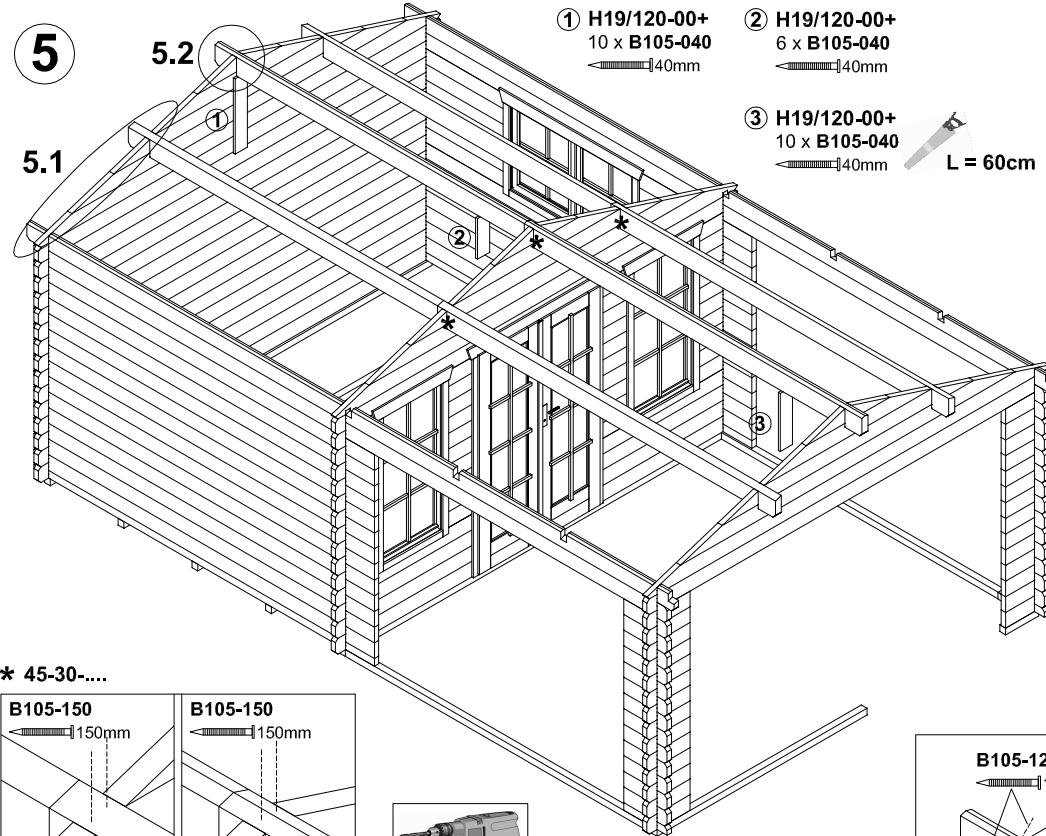 5
5.2
① H19/120-00+
10 x B105-040
40mm
② H19/120-00+
6 x B105-040
40mm
③ H19/120-00+
10 x B105-040
40mm
L = 60cm
①
5.1
②
*
*
*
③
* 45-30-....
B105-150
150mm
B105-150
150mm
B105-12